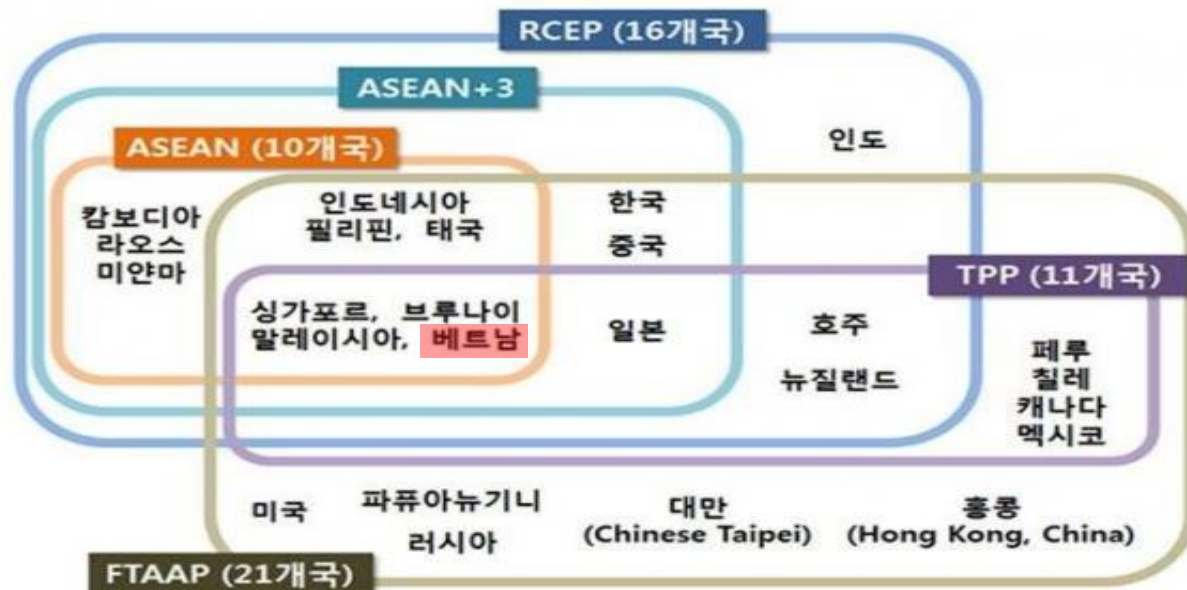 RCEP (16개국)
ASEAN+3
ASEAN (10개국)
인도
캄보디아
라오스
미얀마
인도네시아
필리핀, 태국
한국
중국
TPP (11개국)
싱가포르, 브루나이
말레이시아, 베트남
일본
호주
뉴질랜드
페루
칠레
캐나다
멕시코
미국
파퓨아뉴기니
러시아
대만
(Chinese Taipei)
홍콩
(Hong Kong, China)
FTAAP (21개국)